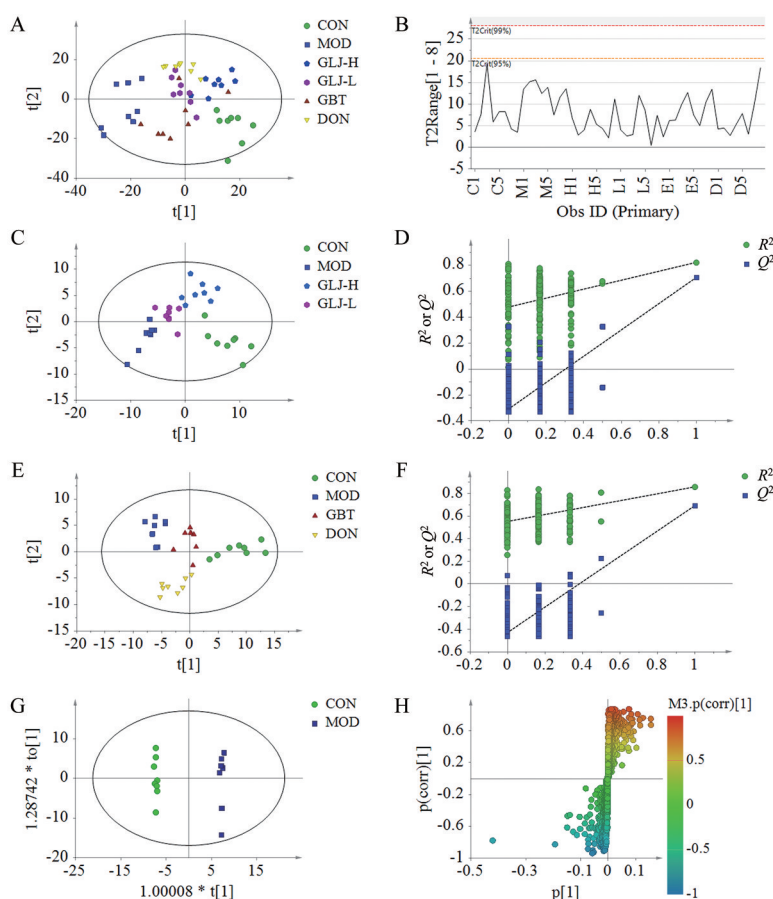 A
CON
MOD
GLJ-H
GLJ-L
GBT
DON
t[2]
40
20
0
-20
-40
-40 -20 0 20 40
t[1]
B
T2Crit(99%)
T2Crit(95%)
T2Range[1 - 8]
25
20
15
10
5
0
5
C1 C5 M1 M5 H1 H5 L1 L5 E1 E5 D1 D5
Obs ID (Primary)
C
CON
MOD
GLJ-H
GLJ-L
t[2]
10
5
0
-5
-10
-15
-20 -10 0 10 20
t[1]
D
R²
Q²
R² or Q²
0.8
0.6
0.4
0.2
0
-0.2
-0.4
-0.2 0 0.2 0.4 0.6 0.8 1
E
CON
MOD
GBT
DON
t[2]
15
10
5
0
-5
-10
-15
-20 -15 -10 -5 0 5 10 15
t[1]
F
R²
Q²
R² or Q²
0.8
0.6
0.4
0.2
0
-0.2
-0.4
-0.6
-0.2 0 0.2 0.4 0.6 0.8 1
G
CON
MOD
1.28742 * to[1]
20
10
0
-10
-20
-25 -15 -5 5 15 21
1.00008 * t[1]
H
M3.p(corr)[1]
p(corr)[1]
0.6
0.2
-0.2
-0.6
-1
-0.5 -0.3 -0.1 0 0.1
p[1]
0.5
0
-0.5
-1